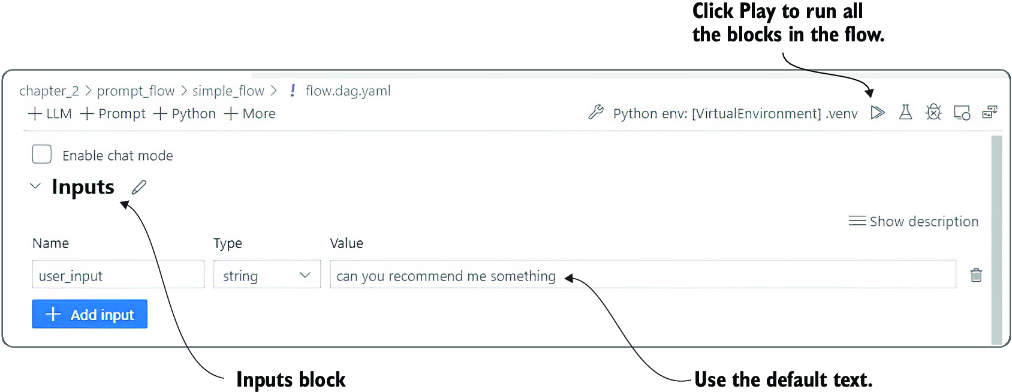 Click Play to run all
the blocks in the flow.
chapter_2 > prompt_flow > simple_flow > ! flow.dag.yaml
+ LLM + Prompt + Python + More
Python env: [VirtualEnvironment] .venv
Enable chat mode
Inputs
Show description
Name Type Value
user_input string can you recommend me something
+ Add input
Inputs block
Use the default text.